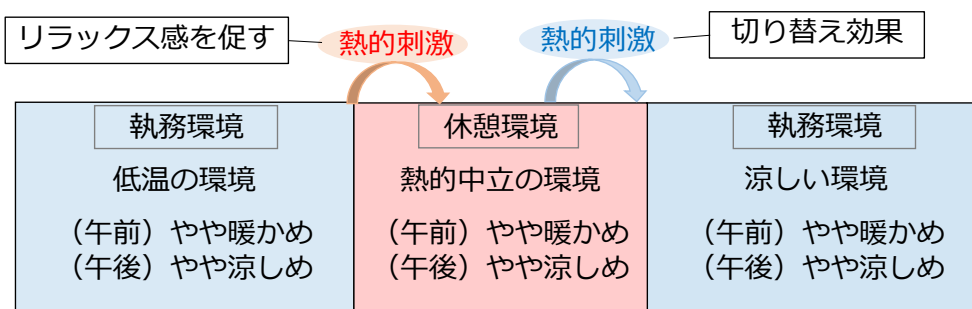 リラックス感を促す
熱的刺激
熱的刺激
切り替え効果
執務環境
低温の環境
（午前）やや暖かめ
（午後）やや涼しめ
休憩環境
熱的中立の環境
（午前）やや暖かめ
（午後）やや涼しめ
執務環境
涼しい環境
（午前）やや暖かめ
（午後）やや涼しめ